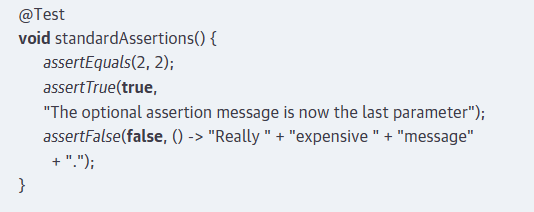 @Test
void standardAssertions() {
assertEquals(2, 2);
assertTrue(true,
"The optional assertion message is now the last parameter");
assertFalse(false, () -> "Really " + "expensive " + "message"
+ ".");
}